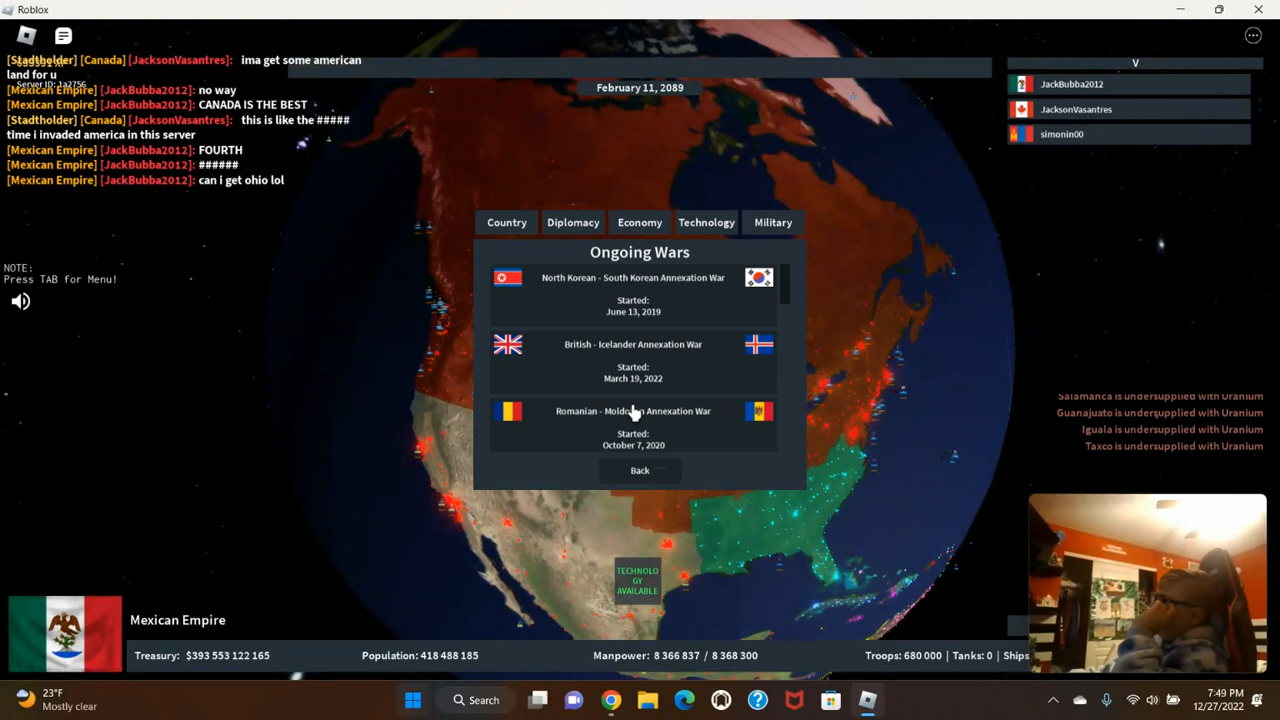 Roblox
[Stadtholder] [Canada] [JacksonVasantres]: ima get some american
land for u
Server ID: 1a2756
[Mexican Empire] [JackBubba2012]: no way
[Mexican Empire] [JackBubba2012]: CANADA IS THE BEST
[Stadtholder] [Canada] [JacksonVasantres]: this is like the #####
time i invaded america in this server
[Mexican Empire] [JackBubba2012]: FOURTH
[Mexican Empire] [JackBubba2012]: ######
[Mexican Empire] [JackBubba2012]: can i get ohio lol
February 11, 2089
V
JackBubba2012
JacksonVasantres
simonin00
NOTE:
Press TAB for Menu!
Country Diplomacy Economy Technology Military
Ongoing Wars
North Korean - South Korean Annexation War
Started:
June 13, 2019
British - Icelander Annexation War
Started:
March 19, 2022
Romanian - Moldovan Annexation War
Started:
October 7, 2020
Back
Salamanca is undersupplied with Uranium
Guanajuato is undersupplied with Uranium
Iguala is undersupplied with Uranium
Taxco is undersupplied with Uranium
TECHNOLO
GY
AVAILABLE
Mexican Empire
Treasury: $393 553 122 165 Population: 418 488 185 Manpower: 8 366 837 / 8 368 300 Troops: 680 000 | Tanks: 0 | Ships
23°F
Mostly clear
Search
7:49 PM
12/27/2022